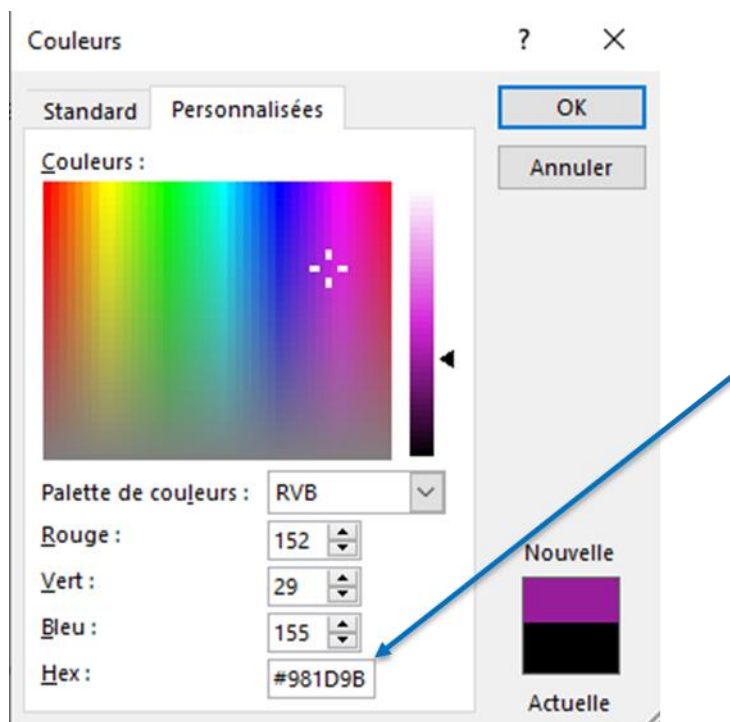 Couleurs ? ×
Standard Personnalisées OK
Couleurs : Annuler
Palette de couleurs : RVB
Rouge : 152
Vert : 29
Bleu : 155
Hex : #981D9B
Nouvelle
Actuelle